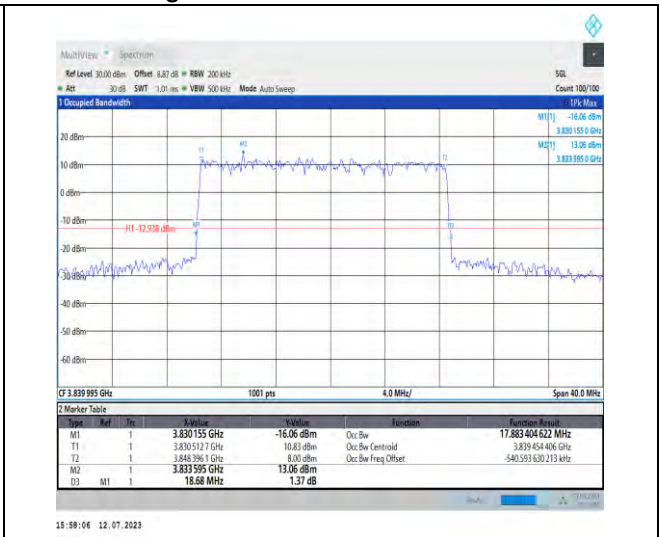 MultiView Spectrum
Ref Level 30.00 dBm Offset 8.87 dB RBW 200 kHz SGL
Att 30 dB SWT 1.01 ms VBW 500 kHz Mode Auto Sweep Count 100/100
1 Occupied Bandwidth 1Pk Max
M1[1] -16.06 dBm
3.830 155 0 GHz
M2[1] 13.06 dBm
3.833 595 0 GHz
20 dBm
T1 M2 T2
10 dBm
0 dBm
-10 dBm
H1 -12.938 dBm M1 D3
-20 dBm
-30 dBm
-40 dBm
-50 dBm
-60 dBm
CF 3.839 995 GHz 1001 pts 4.0 MHz/ Span 40.0 MHz
2 Marker Table
Type Ref Trc X-Value Y-Value Function Function Result
M1 1 3.830155 GHz -16.06 dBm Occ Bw 17.883 404 622 MHz
T1 1 3.830 512 7 GHz 10.83 dBm Occ Bw Centroid 3.839 454 406 GHz
T2 1 3.848 396 1 GHz 8.00 dBm Occ Bw Freq Offset -540.593 630 213 kHz
M2 1 3.833 595 GHz 13.06 dBm
D3 M1 1 18.68 MHz 1.37 dB
15:58:06 12.07.2023